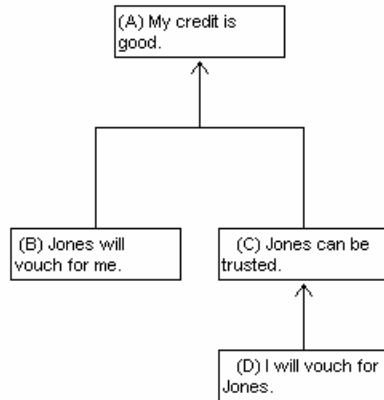 (A) My credit is
good.
(B) Jones will
vouch for me.
(C) Jones can be
trusted.
(D) I will vouch for
Jones.